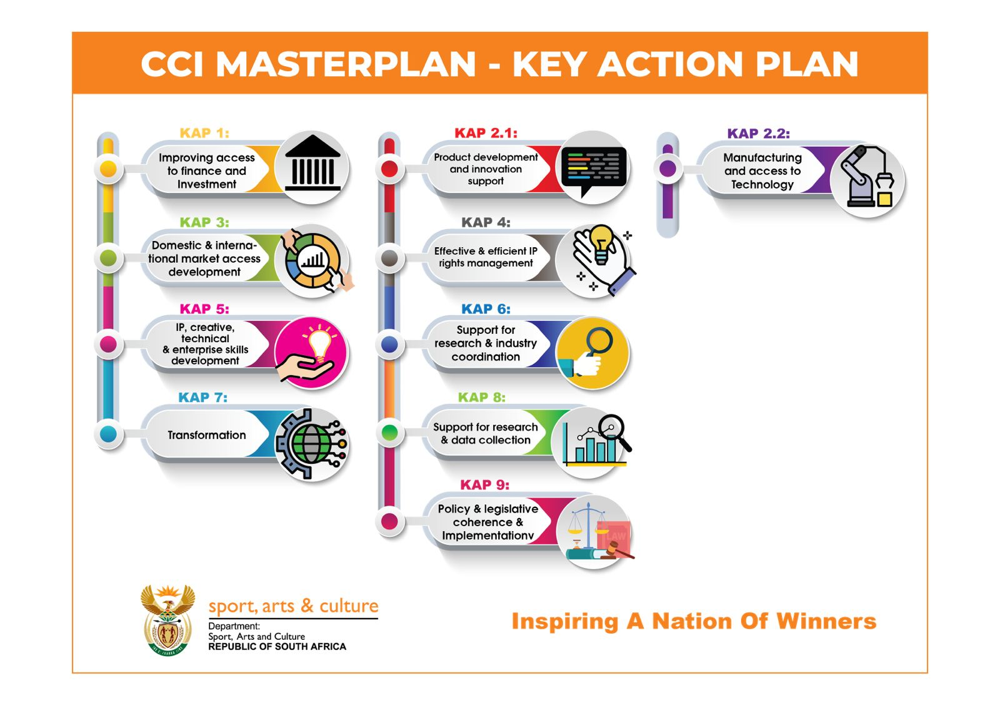 CCI MASTERPLAN - KEY ACTION PLAN
KAP 1:
Improving access
to finance and
Investment
KAP 2.1:
Product development
and innovation
support
KAP 2.2:
Manufacturing
and access to
Technology
KAP 3:
Domestic & interna-
tional market access
development
KAP 4:
Effective & efficient IP
rights management
KAP 5:
IP, creative,
technical
& enterprise skills
development
KAP 6:
Support for
research & industry
coordination
KAP 7:
Transformation
KAP 8:
Support for research
& data collection
KAP 9:
Policy & legislative
coherence &
Implementationv
LAW
sport, arts & culture
Department:
Sport, Arts and Culture
REPUBLIC OF SOUTH AFRICA
Inspiring A Nation Of Winners